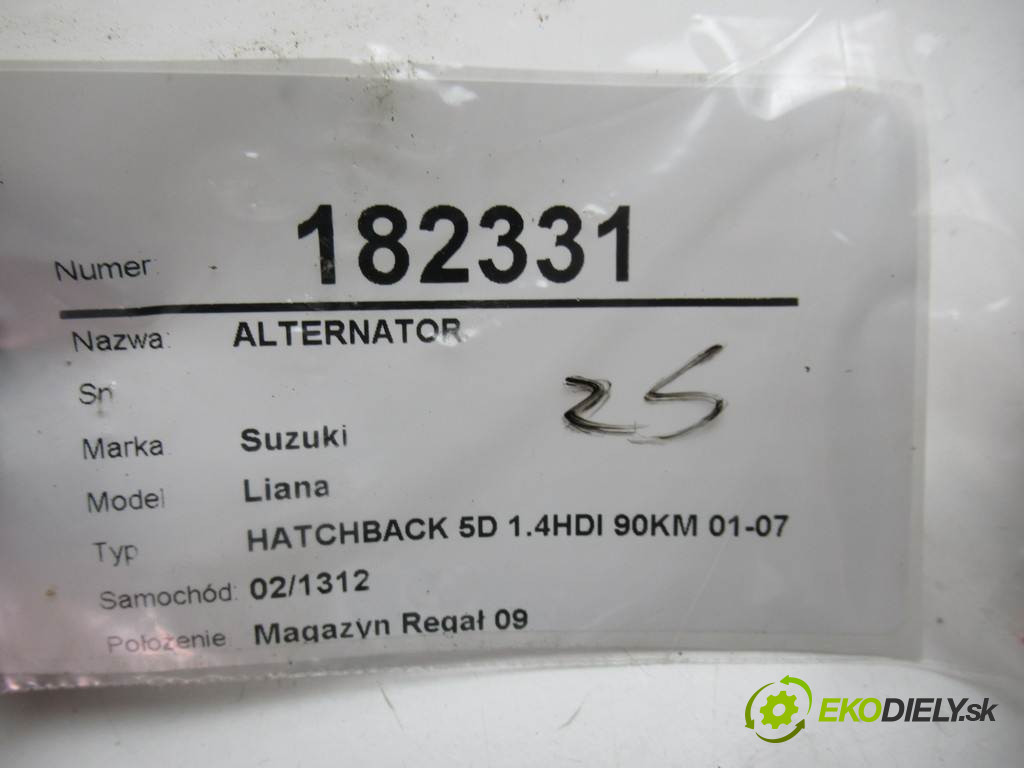 Numer: 182331
Nazwa: ALTERNATOR
Sn
25
Marka Suzuki
Model Liana
Typ HATCHBACK 5D 1.4HDI 90KM 01-07
Samochód: 02/1312
Położenie Magazyn Regał 09
EKODIELY.sk